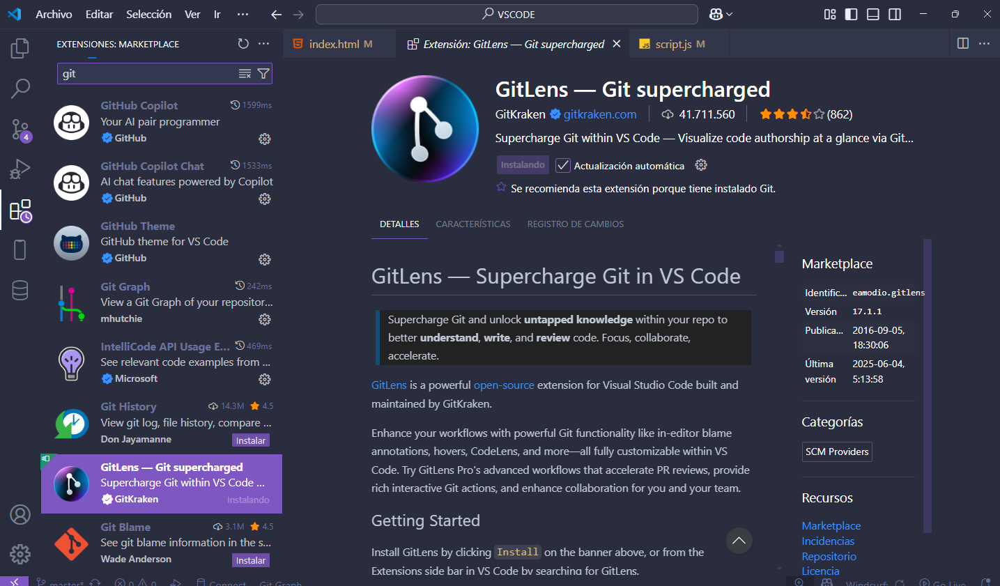 Archivo Editar Selección Ver Ir ··· VSCODE
EXTENSIONES: MARKETPLACE
git
GitHub Copilot 1599ms
Your AI pair programmer
GitHub
GitHub Copilot Chat 1533ms
AI chat features powered by Copilot
GitHub
GitHub Theme
GitHub theme for VS Code
GitHub
Git Graph 242ms
View a Git Graph of your repositor...
mhutchie
IntelliCode API Usage E... 469ms
See relevant code examples from ...
Microsoft
Git History 14.3M 4.5
View git log, file history, compare ...
Don Jayamanne Instalar
GitLens — Git supercharged
Supercharge Git within VS Code ...
GitKraken Instalando
Git Blame 3.1M 4.5
See git blame information in the s...
Wade Anderson Instalar
4
index.html M Extensión: GitLens — Git supercharged script.js M
GitLens — Git supercharged
GitKraken gitkraken.com 41.711.560 (862)
Supercharge Git within VS Code — Visualize code authorship at a glance via Git...
Instalando Actualización automática
Se recomienda esta extensión porque tiene instalado Git.
DETALLES CARACTERÍSTICAS REGISTRO DE CAMBIOS
GitLens — Supercharge Git in VS Code
Supercharge Git and unlock untapped knowledge within your repo to
better understand, write, and review code. Focus, collaborate,
accelerate.
GitLens is a powerful open-source extension for Visual Studio Code built and
maintained by GitKraken.
Enhance your workflows with powerful Git functionality like in-editor blame
annotations, hovers, CodeLens, and more—all fully customizable within VS
Code. Try GitLens Pro's advanced workflows that accelerate PR reviews, provide
rich interactive Git actions, and enhance collaboration for you and your team.
Getting Started
Install GitLens by clicking Install on the banner above, or from the
Extensions side bar in VS Code by searching for GitLens.
Marketplace
Identific... eamodio.gitlens
Versión 17.1.1
Publica... 2016-09-05,
18:30:06
Última 2025-06-04,
versión 5:13:58
Categorías
SCM Providers
Recursos
Marketplace
Incidencias
Repositorio
Licencia
master* 0 0 Connect Git Graph Windsurf: Go Live